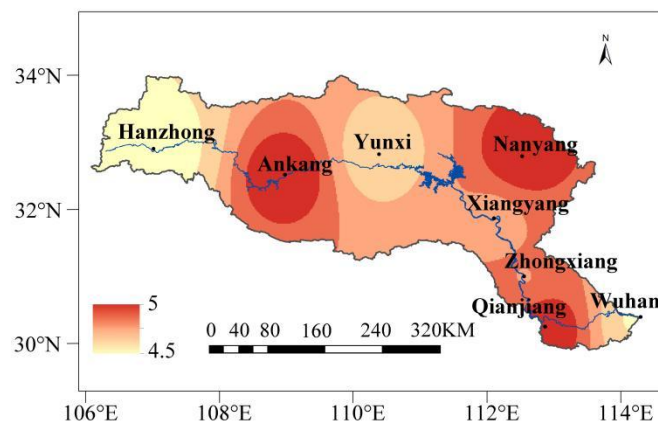 N
34°N
Hanzhong
Yunxi
Nanyang
Ankang
32°N
Xiangyang
Zhongxiang
Qianjiang
Wuhan
5
4.5
0 40 80 160 240 320KM
30°N
106°E 108°E 110°E 112°E 114°E